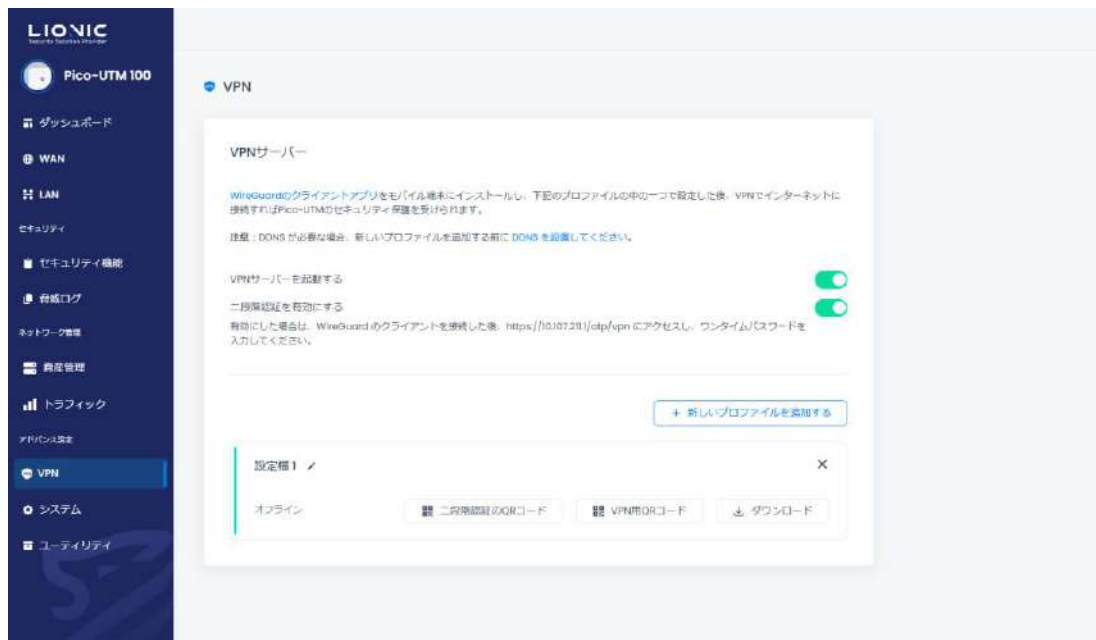 LIONIC
Security Solution Provider
Pico-UTM 100
ダッシュボード
WAN
LAN
セキュリティ
セキュリティ機能
脅威ログ
ネットワーク管理
資産管理
トラフィック
アドバンス設定
VPN
システム
ユーティリティ
VPN
VPNサーバー
WireGuardのクライアントアプリをモバイル端末にインストールし、下記のプロファイルの中の一つで設定した後、VPNでインターネットに
接続すればPico-UTMのセキュリティ保護を受けられます。
注意：DDNS が必要な場合、新しいプロファイルを追加する前に DDNS を設置してください。
VPNサーバーを起動する
二段階認証を有効にする
有効にした場合は、WireGuard のクライアントを接続した後、https://10.107.211.1/otp/vpn にアクセスし、ワンタイムパスワードを
入力してください。
+ 新しいプロファイルを追加する
設定檔 1
オフライン
二段階認証のQRコード
VPN用QRコード
ダウンロード